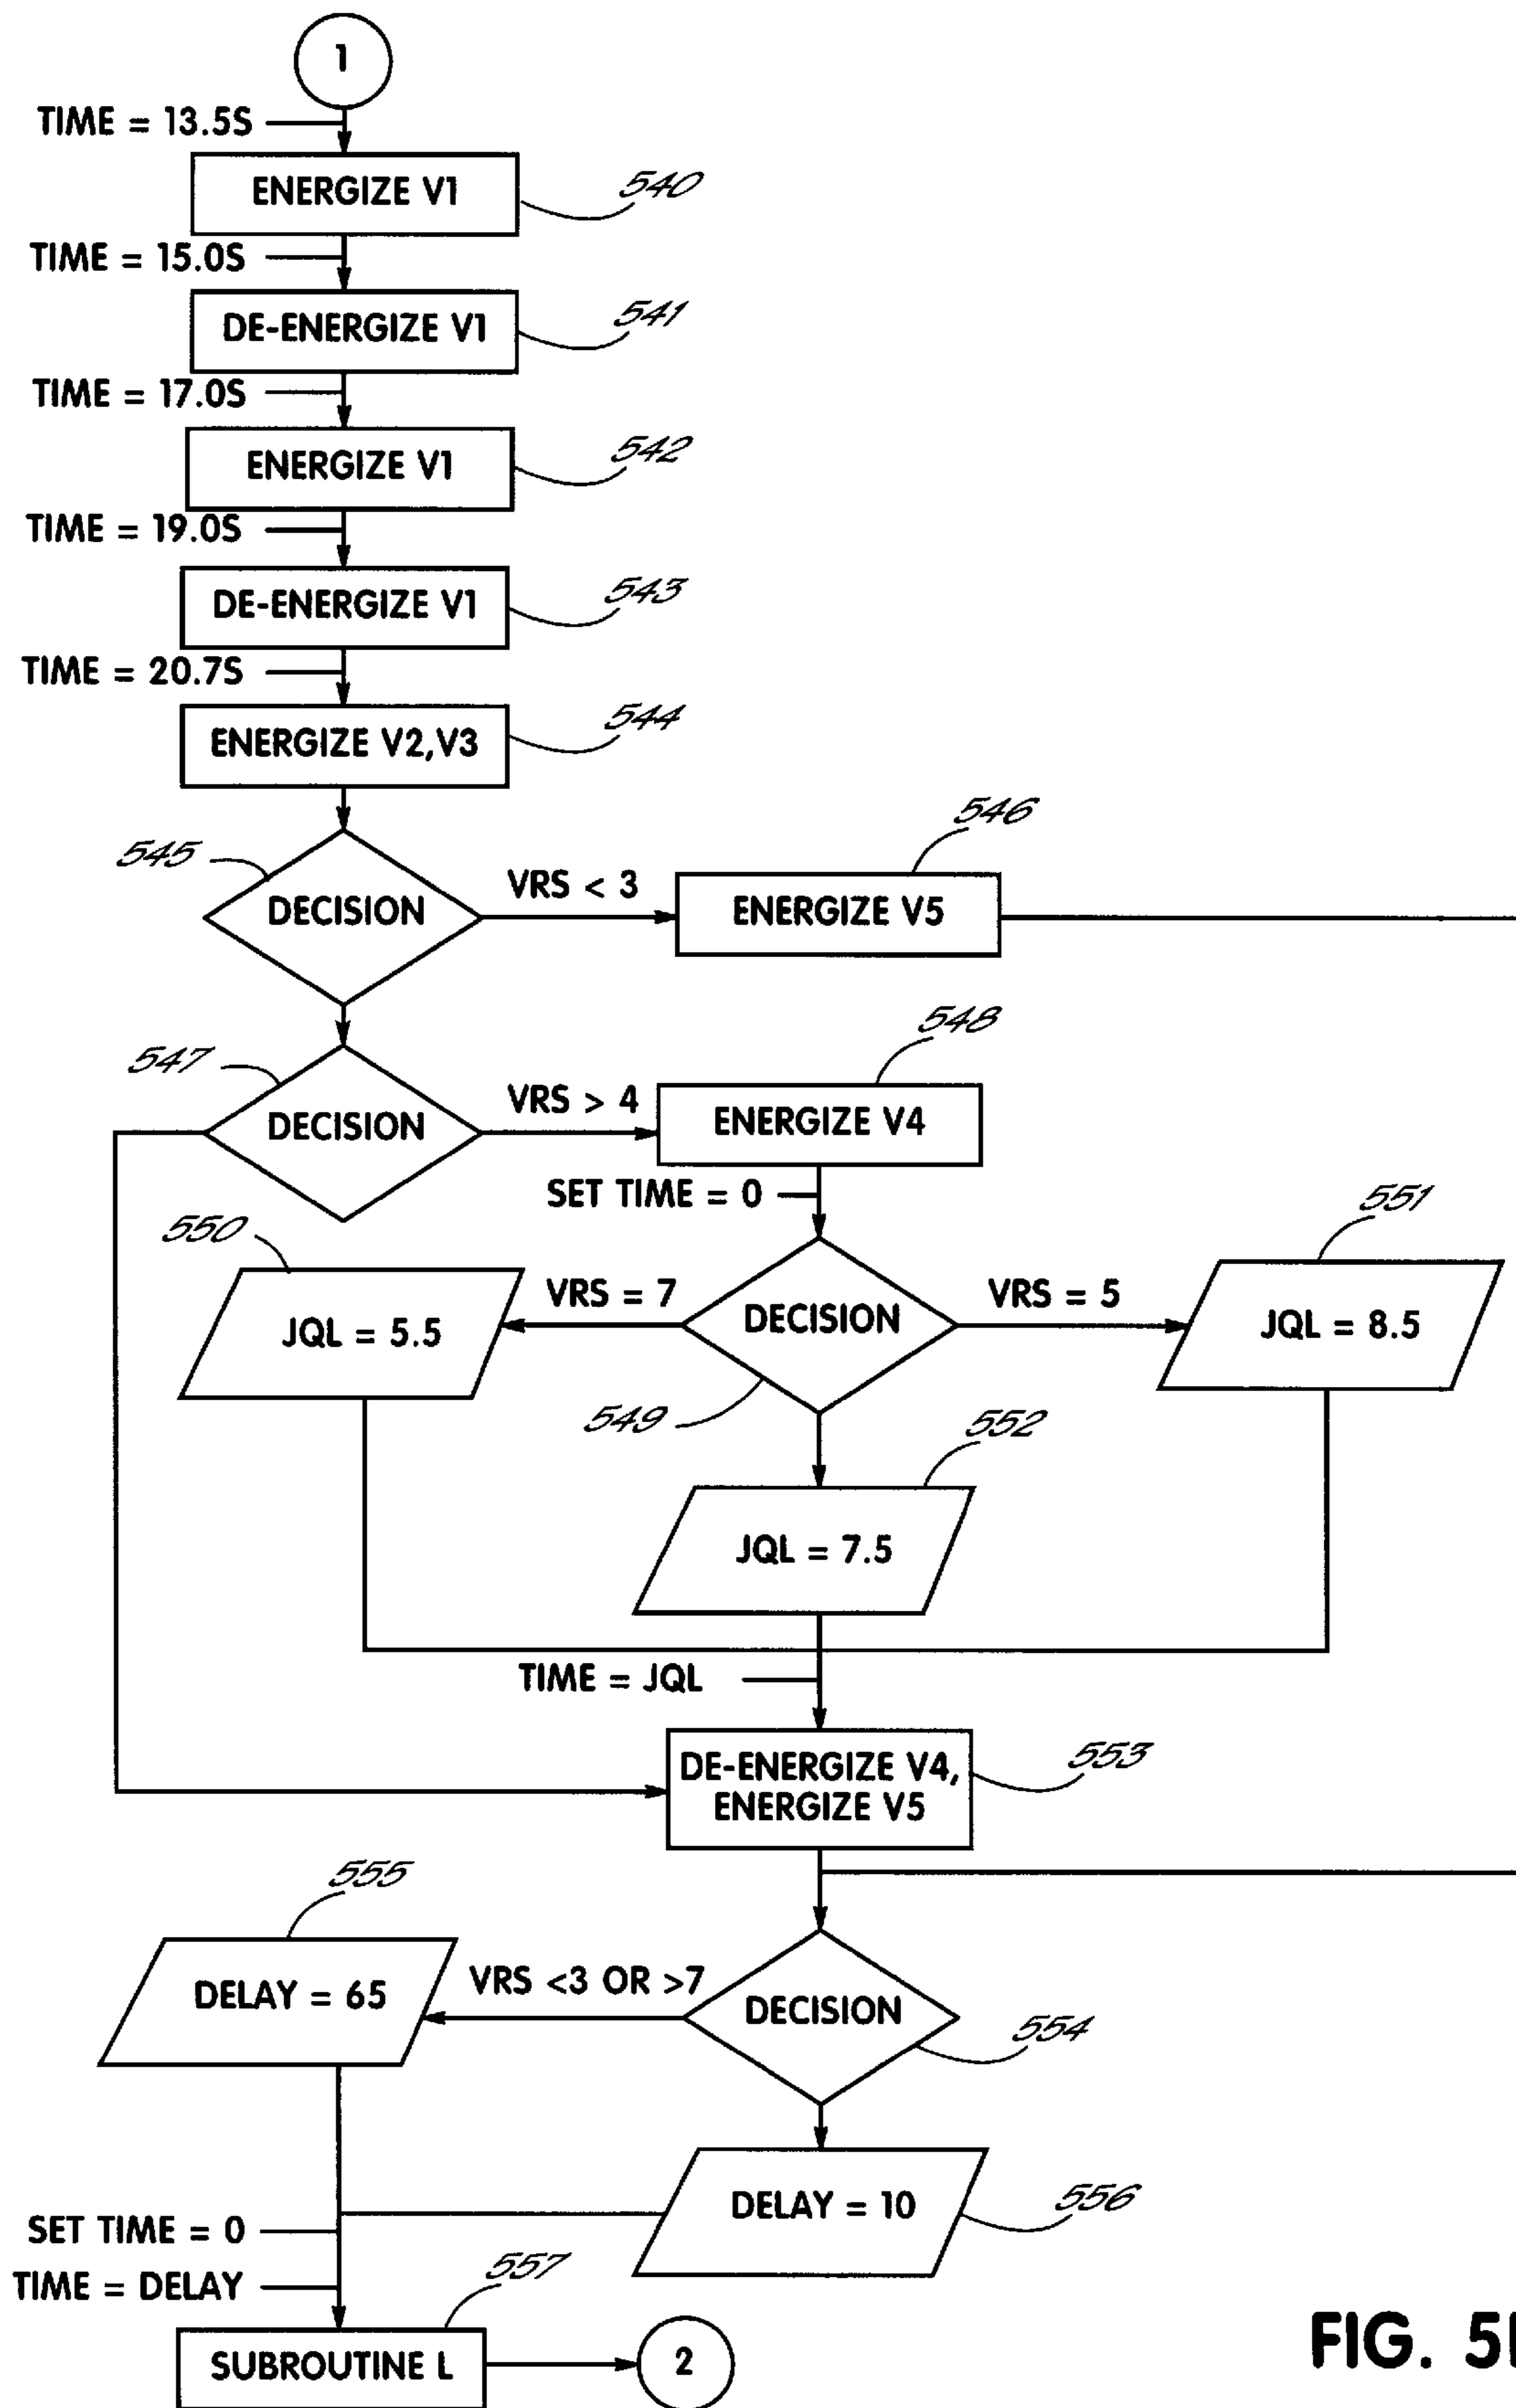 1
TIME = 13.5S
ENERGIZE V1
540
TIME = 15.0S
DE-ENERGIZE V1
541
TIME = 17.0S
ENERGIZE V1
542
TIME = 19.0S
DE-ENERGIZE V1
543
TIME = 20.7S
ENERGIZE V2,V3
544
545
DECISION
VRS < 3
ENERGIZE V5
546
547
DECISION
VRS > 4
ENERGIZE V4
548
SET TIME = 0
550
JQL = 5.5
VRS = 7
DECISION
549
VRS = 5
JQL = 8.5
551
552
JQL = 7.5
TIME = JQL
DE-ENERGIZE V4,
ENERGIZE V5
553
555
DELAY = 65
VRS <3 OR >7
DECISION
554
DELAY = 10
556
SET TIME = 0
TIME = DELAY
557
SUBROUTINE L
2
FIG.